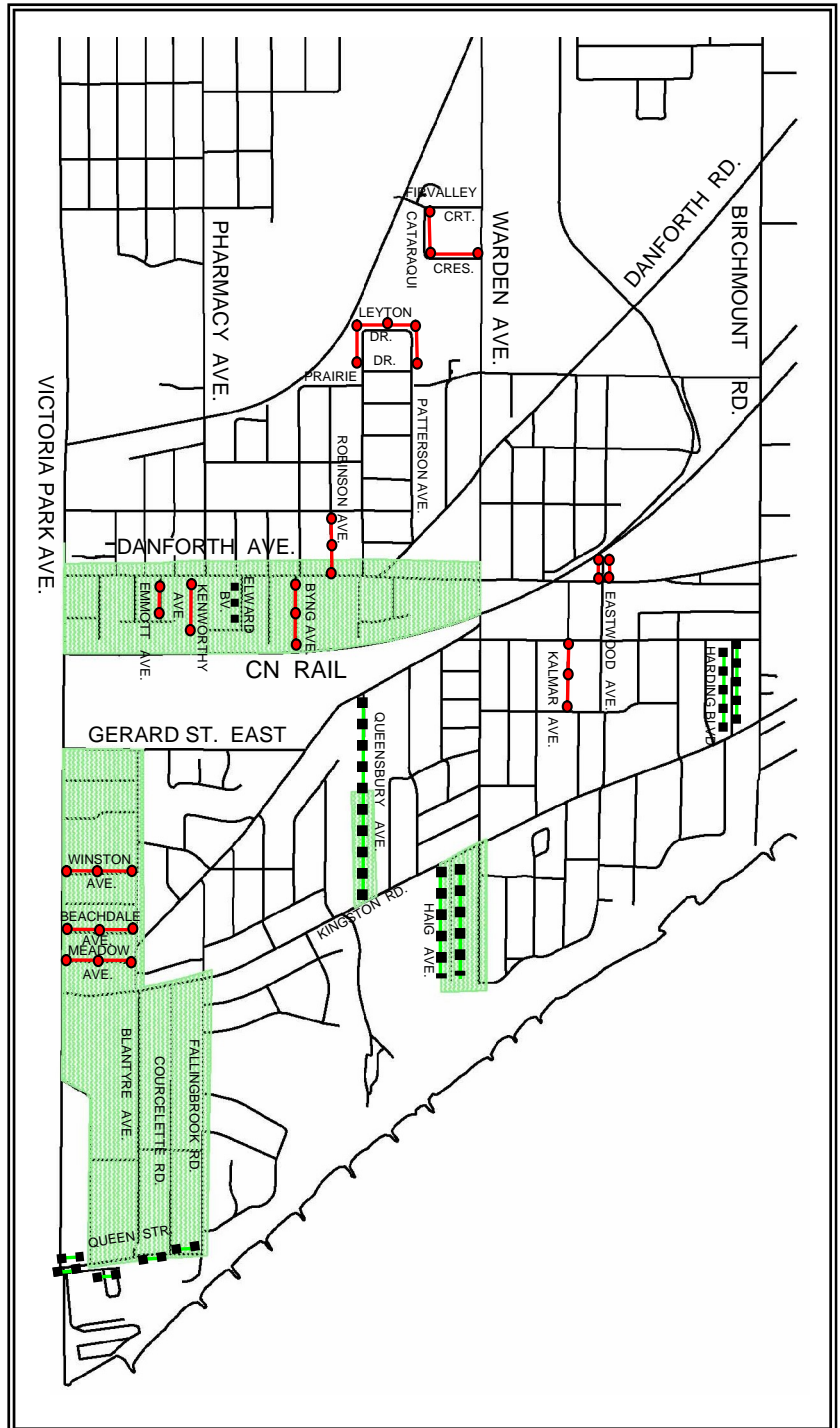 FIRVALLEY
CRT.
CATARAQUI
CRES.
WARDEN AVE.
DANFORTH RD.
BIRCHMOUNT RD.
PHARMACY AVE.
LEYTON
DR.
DR.
PRAIRIE
PATTERSON AVE.
ROBINSON AVE.
VICTORIA PARK AVE.
DANFORTH AVE.
EMMOTT AVE.
KENWORTHY
AVE
ELWARD
BV.
BYNG AVE.
CN RAIL
EASTWOOD AVE.
KALMAR AVE.
HARDING BLVD
GERARD ST. EAST
QUEENSBURY AVE.
WINSTON
AVE.
BEACHDALE
AVE.
MEADOW
AVE.
KINGSTON RD.
HAIG AVE.
BLANTYRE AVE.
COURCELETTE RD.
FALLINGBROOK RD.
QUEEN STR